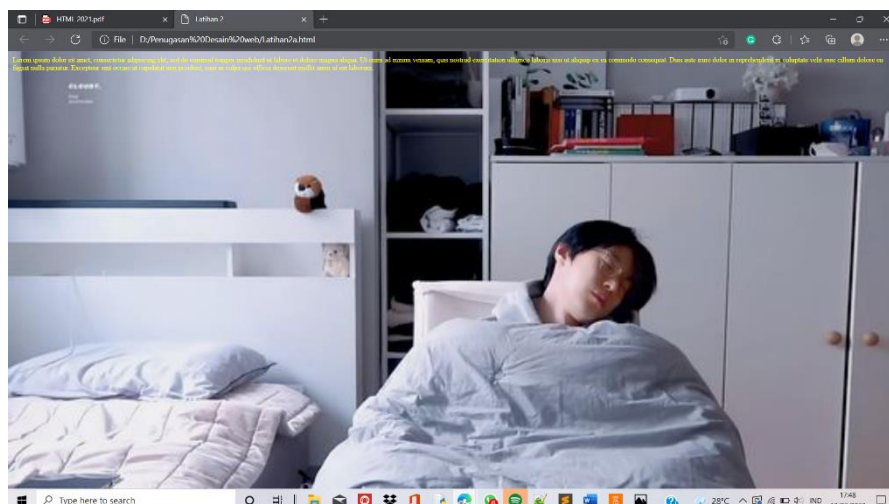 HTML 2021.pdf
Latihan 2
File | D:/Penugasan%20Desain%20web/Latihan2a.html
Lorem ipsum dolor sit amet, consectetur adipiscing elit, sed do eiusmod tempor incididunt ut labore et dolore magna aliqua. Ut enim ad minim veniam, quis nostrud exercitation ullamco laboris nisi ut aliquip ex ea commodo consequat. Duis aute irure dolor in reprehenderit in voluptate velit esse cillum dolore eu
fugiat nulla pariatur. Excepteur sint occaecat cupidatat non proident, sunt in culpa qui officia deserunt mollit anim id est laborum.
CLOUDY.
Type here to search
28°C
IND
17:48